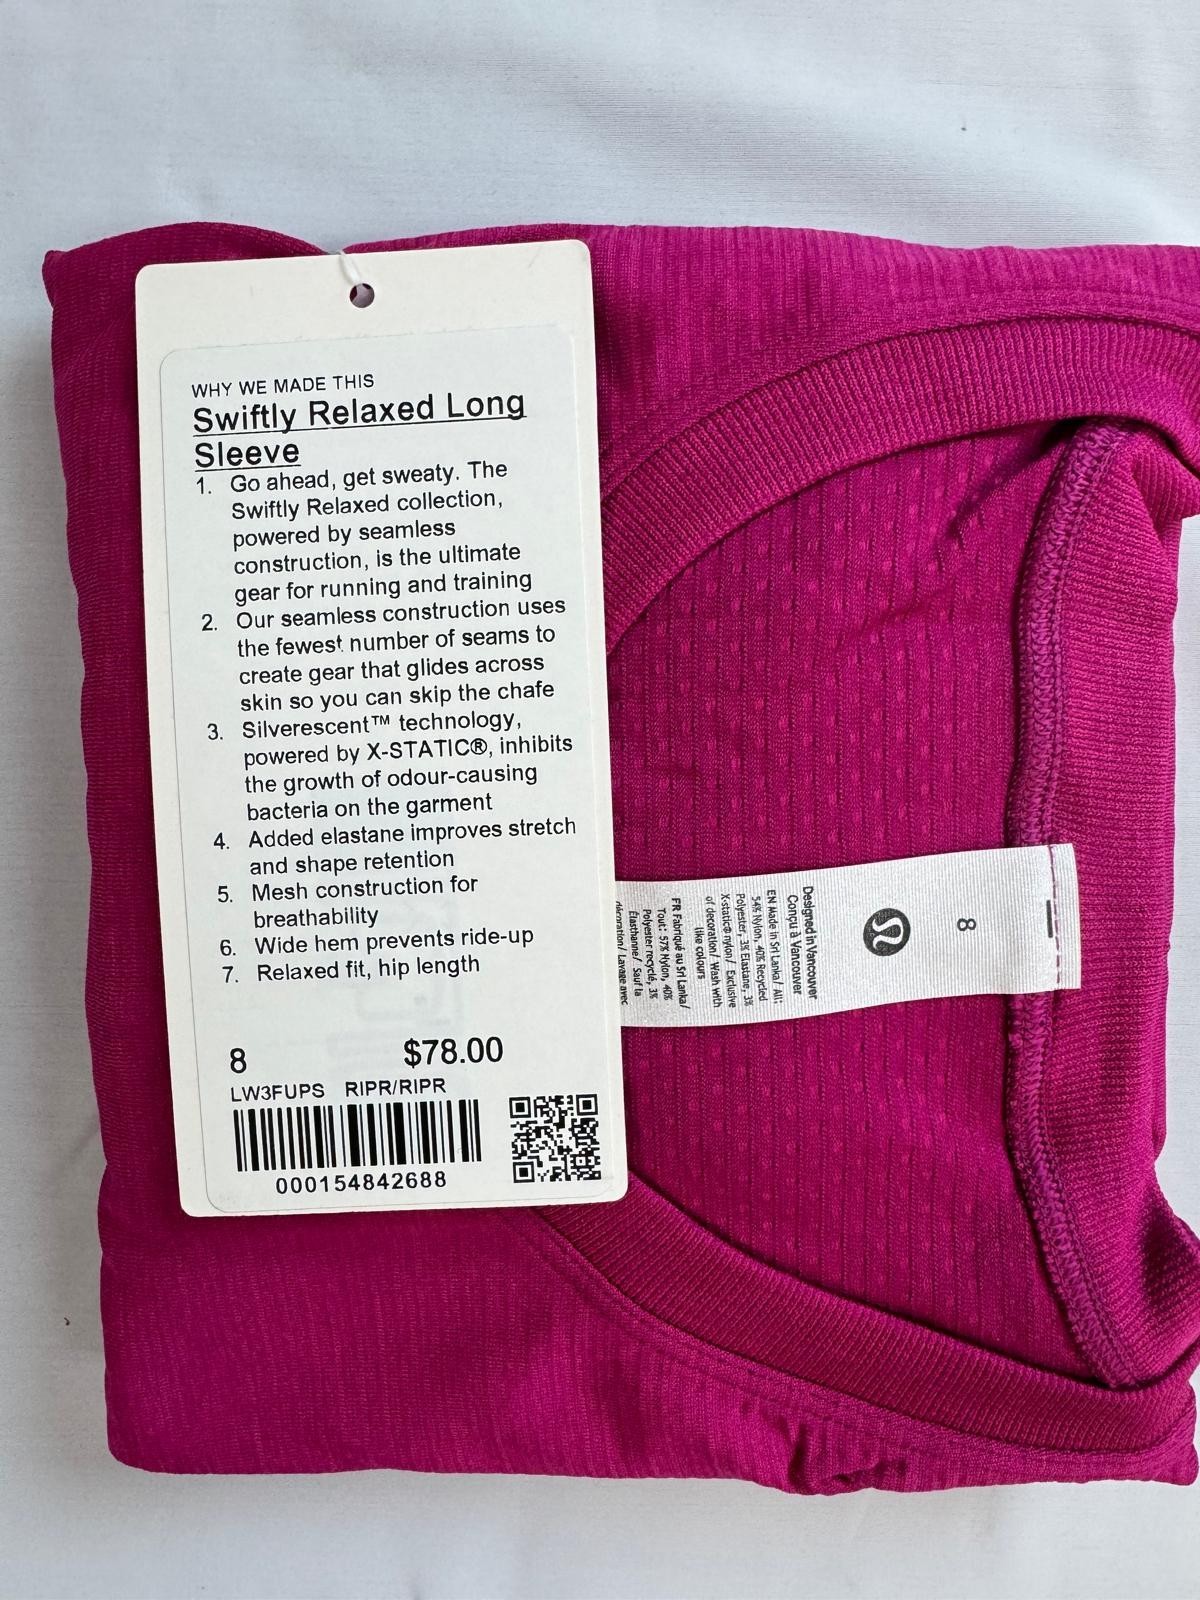 WHY WE MADE THIS
Swiftly Relaxed Long
Sleeve
1. Go ahead, get sweaty. The
Swiftly Relaxed collection,
powered by seamless
construction, is the ultimate
gear for running and training
2. Our seamless construction uses
the fewest number of seams to
create gear that glides across
skin so you can skip the chafe
3. Silverescent™ technology,
powered by X-STATIC®, inhibits
the growth of odour-causing
bacteria on the garment
4. Added elastane improves stretch
and shape retention
5. Mesh construction for
breathability
6. Wide hem prevents ride-up
7. Relaxed fit, hip length
8 $78.00
LW3FUPS RIPR/RIPR
000154842688
8
Designed in Vancouver
Conçu à Vancouver
EN Made in Sri Lanka/ All:
54% Nylon, 40% Recycled
Polyester, 3% Elastane, 3%
X-static® nylon/ Exclusive
of decoration/ Wash with
like colours
FR Fabriqué au Sri Lanka/
Tout: 57% Nylon, 40%
Polyester recyclé, 3%
Élasthanne/ Sauf la
décoration/ Lavage avec